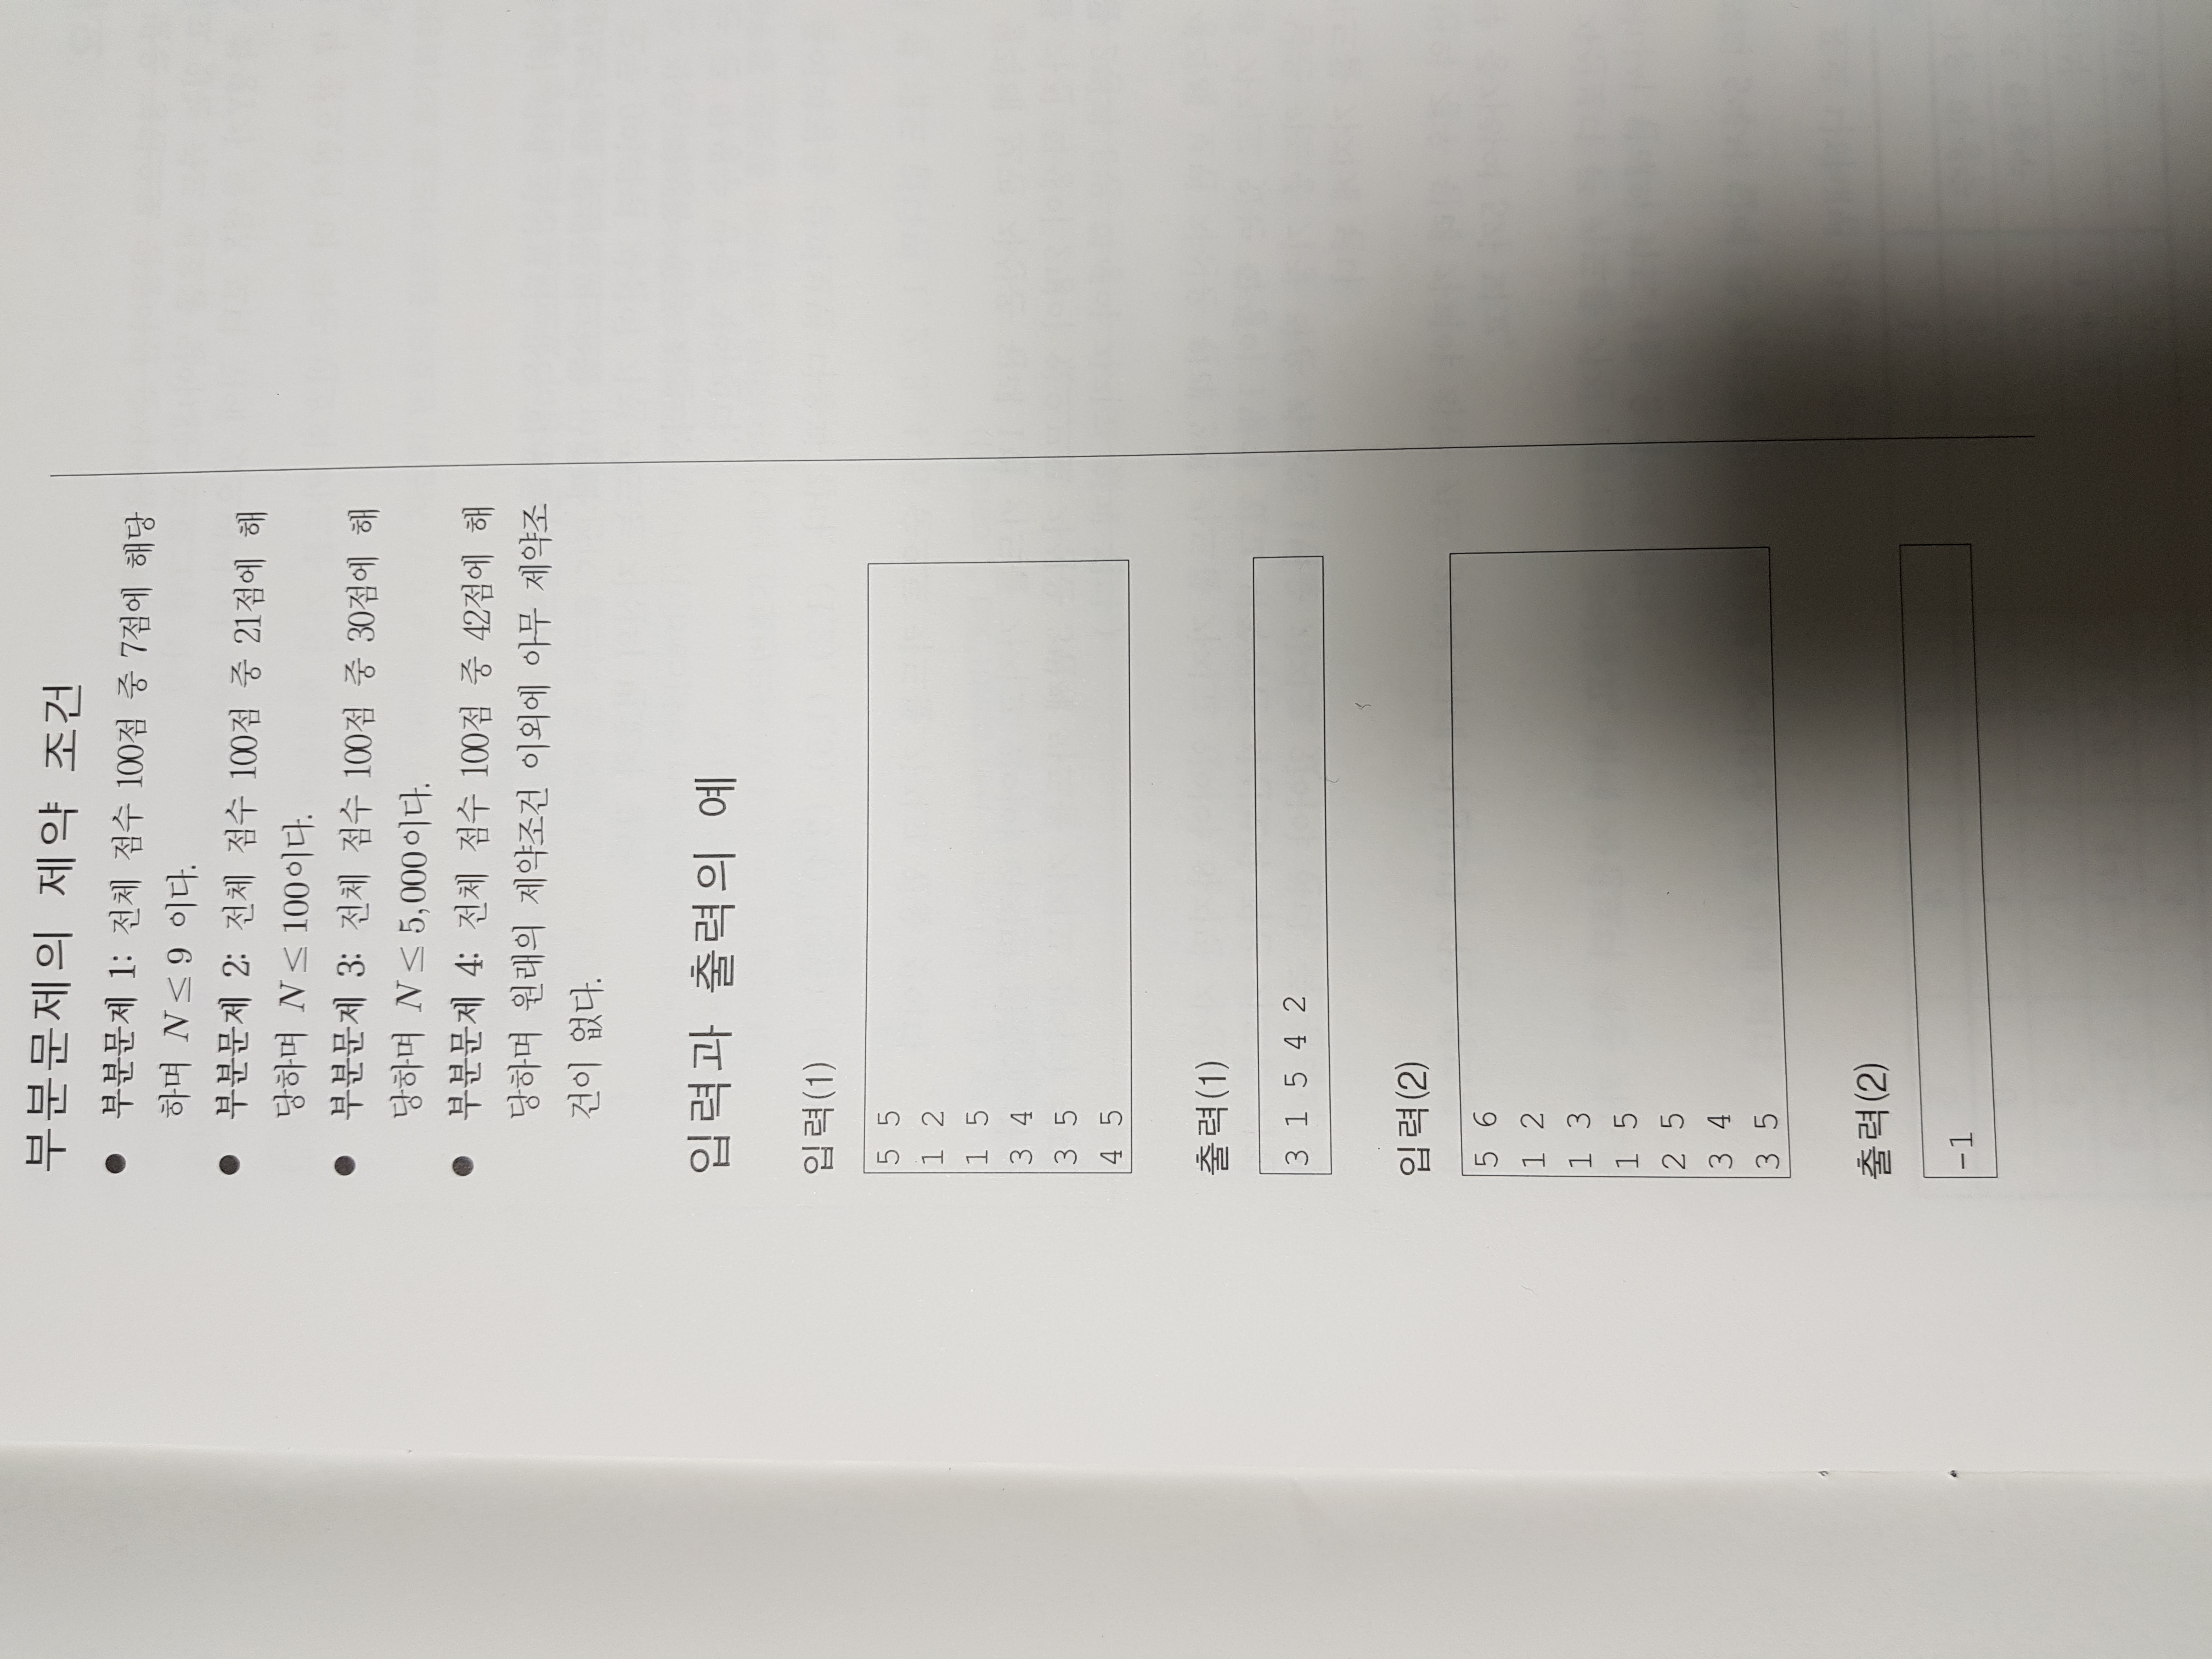 부분문제의 제약 조건
● 부분문제 1: 전체 점수 100점 중 7점에 해당
하며 N ≤ 9 이다.
● 부분문제 2: 전체 점수 100점 중 21점에 해
당하며 N ≤ 100이다.
● 부분문제 3: 전체 점수 100점 중 30점에 해
당하며 N ≤ 5,000이다.
● 부분문제 4: 전체 점수 100점 중 42점에 해
당하며 원래의 제약조건 이외에 아무 제약조
건이 없다.
입력과 출력의 예
입력(1)
5 5
1 2
1 5
3 4
3 5
4 5
출력(1)
3 1 5 4 2
입력(2)
5 6
1 2
1 3
1 5
2 5
3 4
3 5
출력(2)
-1